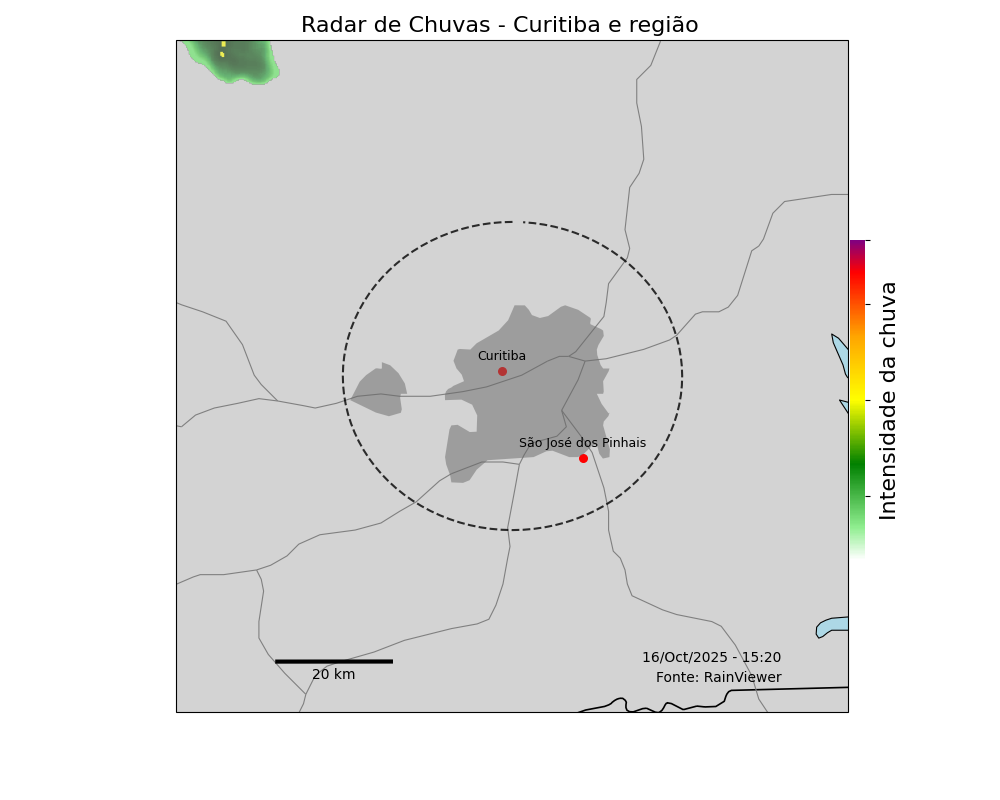 Radar de Chuvas - Curitiba e região
Curitiba
São José dos Pinhais
Intensidade da chuva
16/Oct/2025 - 15:20
Fonte: RainViewer
20 km